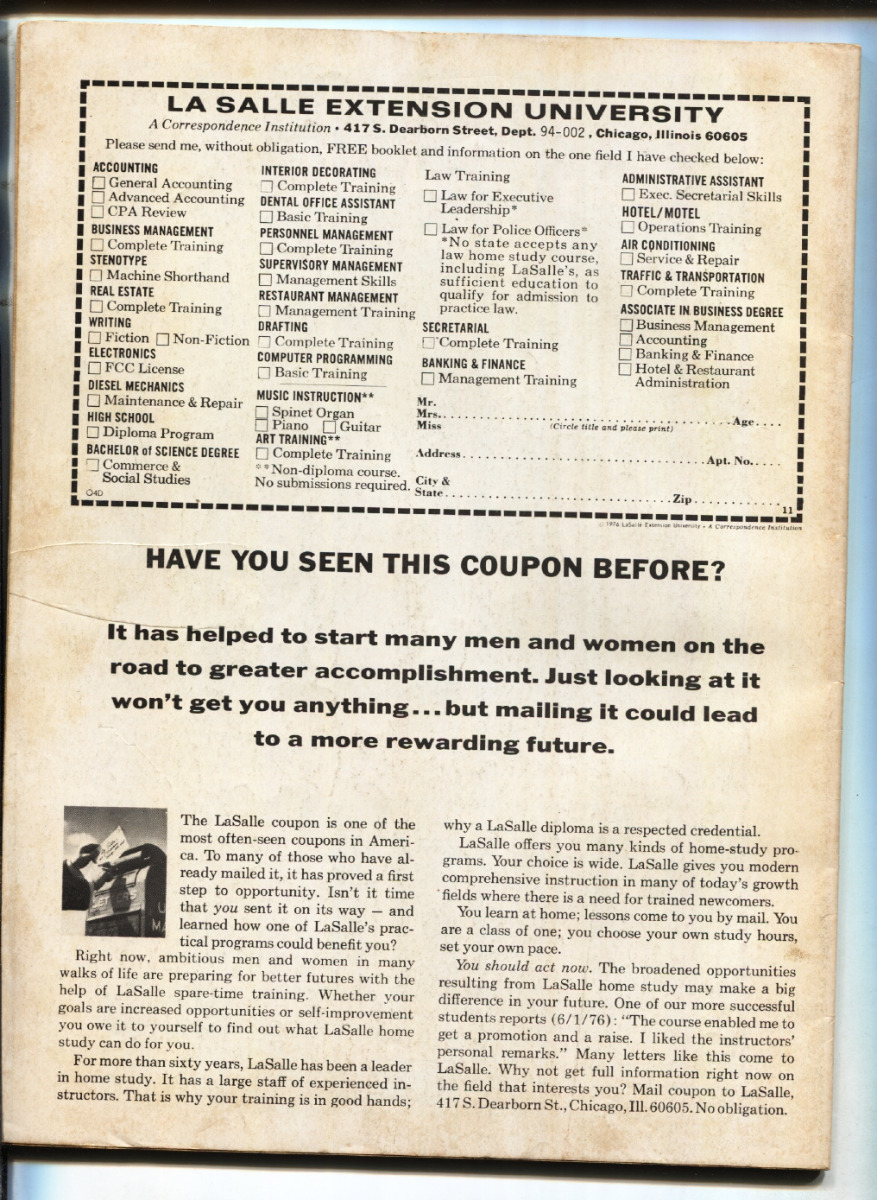 LA SALLE EXTENSION UNIVERSITY
A Correspondence Institution • 417 S. Dearborn Street, Dept. 94-002 , Chicago, Illinois 60605
Please send me, without obligation, FREE booklet and information on the one field I have checked below:
ACCOUNTING
General Accounting
Advanced Accounting
CPA Review
BUSINESS MANAGEMENT
Complete Training
STENOTYPE
Machine Shorthand
REAL ESTATE
Complete Training
WRITING
Fiction Non-Fiction
ELECTRONICS
FCC License
DIESEL MECHANICS
Maintenance & Repair
HIGH SCHOOL
Diploma Program
BACHELOR of SCIENCE DEGREE
Commerce &
Social Studies
INTERIOR DECORATING
Complete Training
DENTAL OFFICE ASSISTANT
Basic Training
PERSONNEL MANAGEMENT
Complete Training
SUPERVISORY MANAGEMENT
Management Skills
RESTAURANT MANAGEMENT
Management Training
DRAFTING
Complete Training
COMPUTER PROGRAMMING
Basic Training
MUSIC INSTRUCTION**
Spinet Organ
Piano Guitar
ART TRAINING**
Complete Training
**Non-diploma course.
No submissions required.
Law Training
Law for Executive
Leadership*
Law for Police Officers*
*No state accepts any
law home study course,
including LaSalle's, as
sufficient education to
qualify for admission to
practice law.
SECRETARIAL
Complete Training
BANKING & FINANCE
Management Training
ADMINISTRATIVE ASSISTANT
Exec. Secretarial Skills
HOTEL/MOTEL
Operations Training
AIR CONDITIONING
Service & Repair
TRAFFIC & TRANSPORTATION
Complete Training
ASSOCIATE IN BUSINESS DEGREE
Business Management
Accounting
Banking & Finance
Hotel & Restaurant
Administration
Mr.
Mrs. Age
Miss (Circle title and please print)
Address Apt. No.
City &
State Zip
11
© 1976 LaSalle Extension University • A Correspondence Institution
HAVE YOU SEEN THIS COUPON BEFORE?
It has helped to start many men and women on the
road to greater accomplishment. Just looking at it
won't get you anything...but mailing it could lead
to a more rewarding future.
The LaSalle coupon is one of the
most often-seen coupons in Ameri-
ca. To many of those who have al-
ready mailed it, it has proved a first
step to opportunity. Isn't it time
that you sent it on its way — and
learned how one of LaSalle's prac-
tical programs could benefit you?
Right now, ambitious men and women in many
walks of life are preparing for better futures with the
help of LaSalle spare-time training. Whether your
goals are increased opportunities or self-improvement
you owe it to yourself to find out what LaSalle home
study can do for you.
For more than sixty years, LaSalle has been a leader
in home study. It has a large staff of experienced in-
structors. That is why your training is in good hands;
why a LaSalle diploma is a respected credential.
LaSalle offers you many kinds of home-study pro-
grams. Your choice is wide. LaSalle gives you modern
comprehensive instruction in many of today's growth
fields where there is a need for trained newcomers.
You learn at home; lessons come to you by mail. You
are a class of one; you choose your own study hours,
set your own pace.
You should act now. The broadened opportunities
resulting from LaSalle home study may make a big
difference in your future. One of our more successful
students reports (6/1/76): "The course enabled me to
get a promotion and a raise. I liked the instructors'
personal remarks." Many letters like this come to
LaSalle. Why not get full information right now on
the field that interests you? Mail coupon to LaSalle,
417 S. Dearborn St., Chicago, Ill. 60605. No obligation.